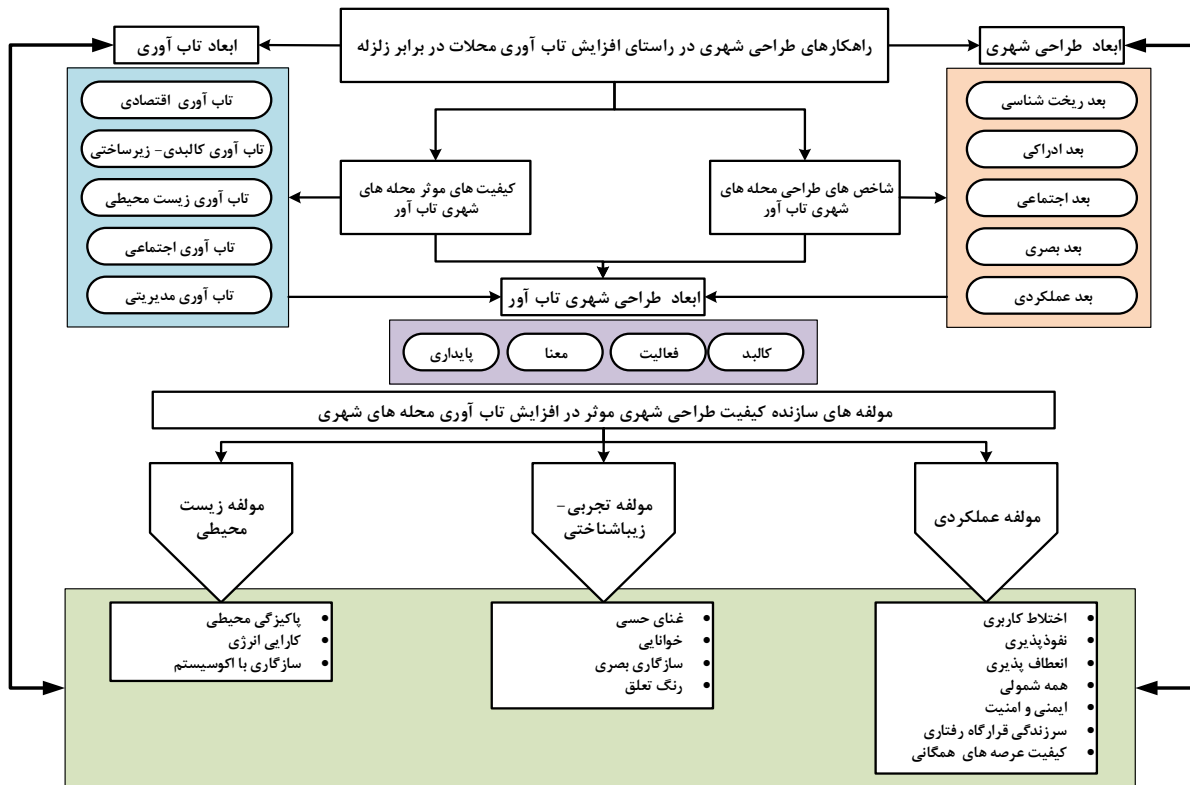 راهکارهای طراحی شهری در راستای افزایش تاب آوری محلات در برابر زلزله
ابعاد طراحی شهری
ابعاد تاب آوری
بعد ریخت شناسی
بعد ادراکی
بعد اجتماعی
بعد بصری
بعد عملکردی
شاخص های طراحی محله های
شهری تاب آور
کیفیت های موثر محله های
شهری تاب آور
تاب آوری اقتصادی
تاب آوری کالبدی- زیرساختی
تاب آوری زیست محیطی
تاب آوری اجتماعی
تاب آوری مدیریتی
ابعاد طراحی شهری تاب آور
کالبد
فعالیت
معنا
پایداری
مولفه های سازنده کیفیت طراحی شهری موثر در افزایش تاب آوری محله های شهری
مولفه عملکردی
مولفه تجربی-
زیباشناختی
مولفه زیست
محیطی
• اختلاط کاربری
• نفوذپذیری
• انعطاف پذیری
• همه شمولی
• ایمنی و امنیت
• سرزندگی قرارگاه رفتاری
• کیفیت عرصه های همگانی
• غنای حسی
• خوانایی
• سازگاری بصری
• رنگ تعلق
• پاکیزگی محیطی
• کارایی انرژی
• سازگاری با اکوسیستم